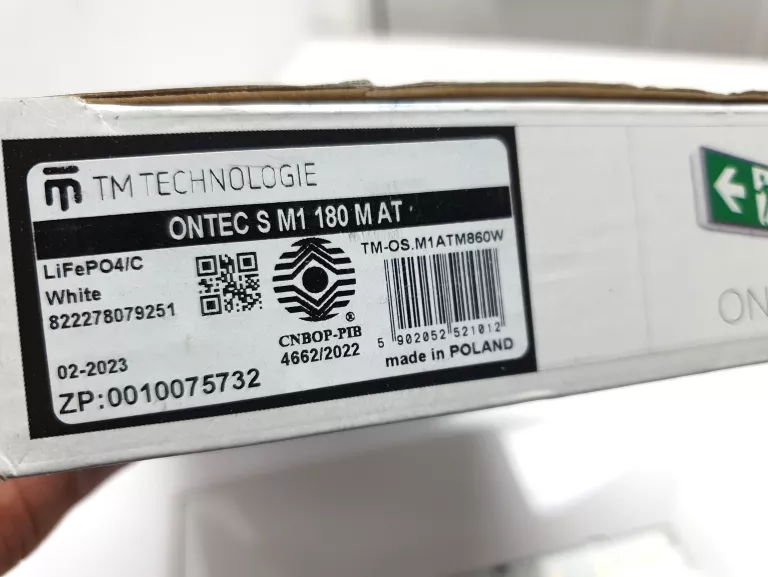 TM TECHNOLOGIE
ONTEC S M1 180 M AT
LiFePO4/C
White
822278079251
02-2023
ZP:0010075732
CNBOP-PIB
®
4662/2022
TM-OS.M1ATM860W
5 902052 521012
made in POLAND
ON